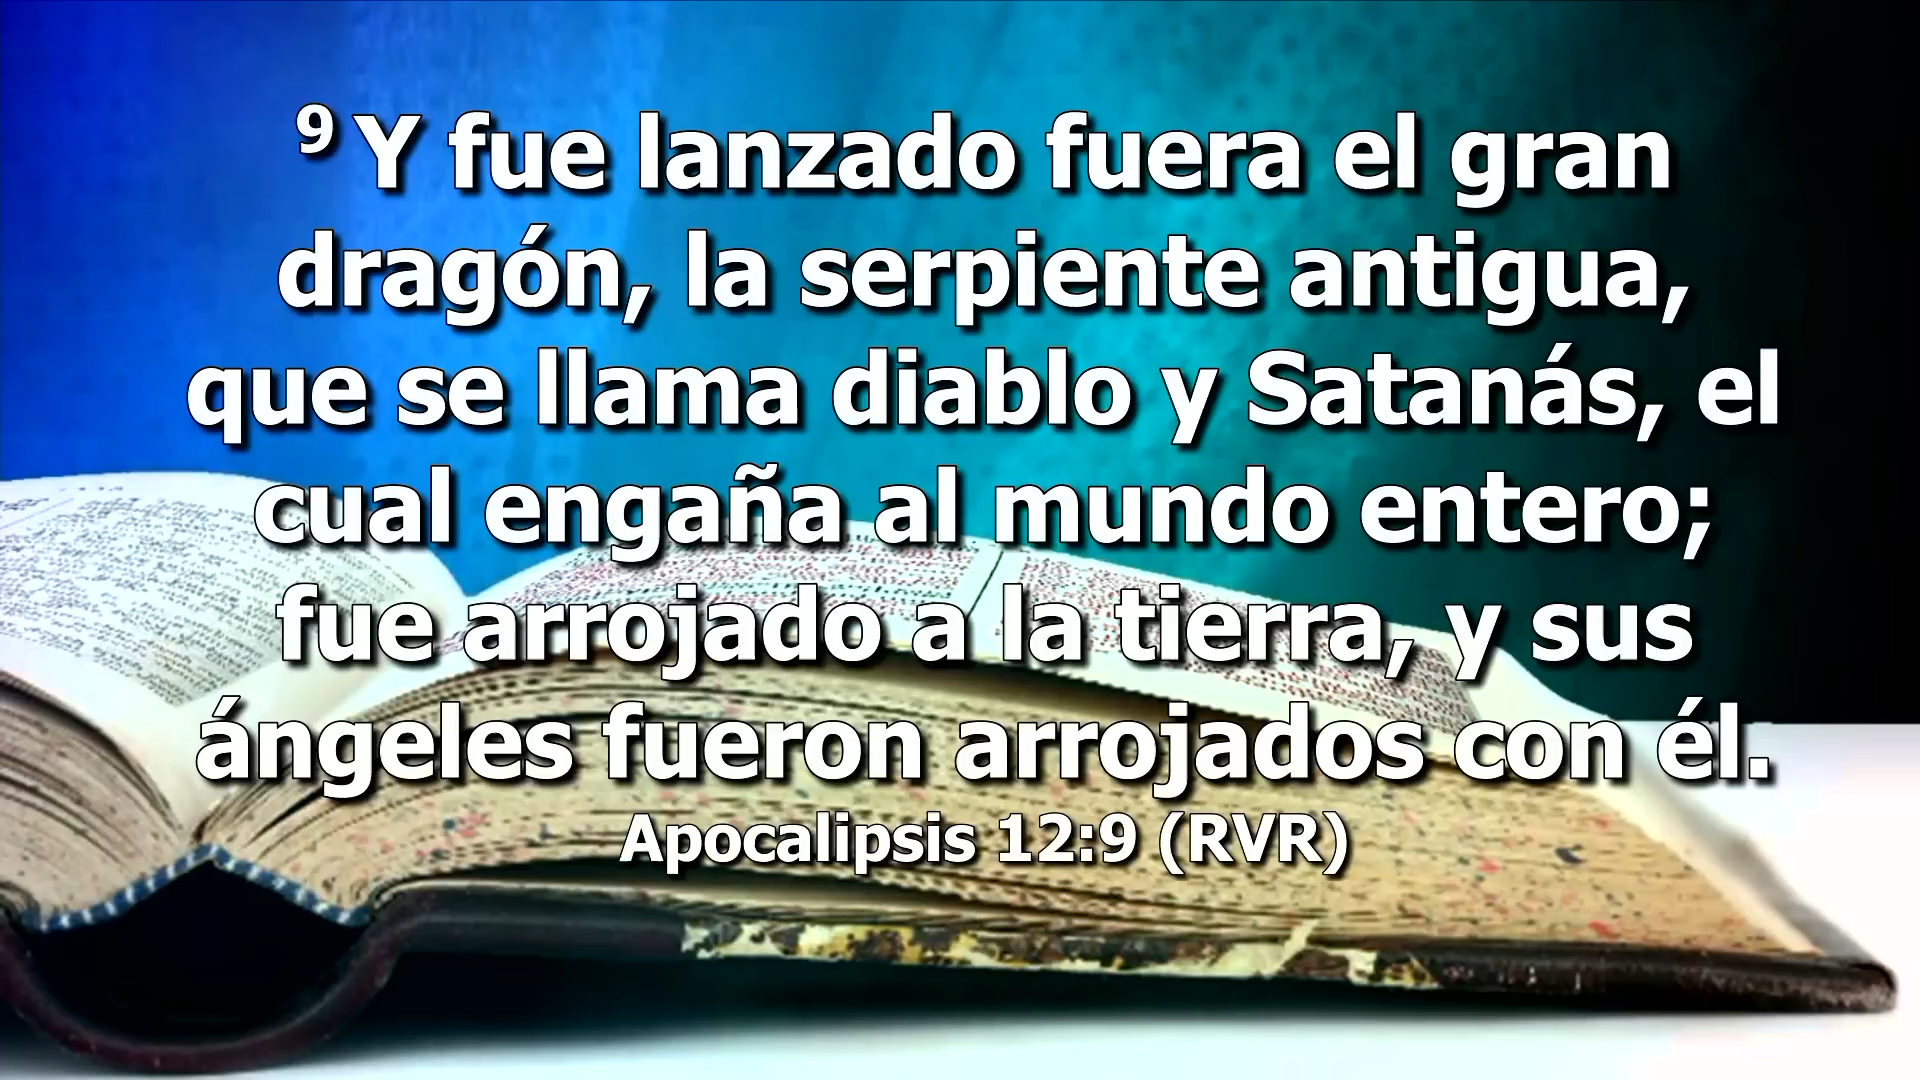 9 Y fue lanzado fuera el gran
dragón, la serpiente antigua,
que se llama diablo y Satanás, el
cual engaña al mundo entero;
fue arrojado a la tierra, y sus
ángeles fueron arrojados con él.
Apocalipsis 12:9 (RVR)